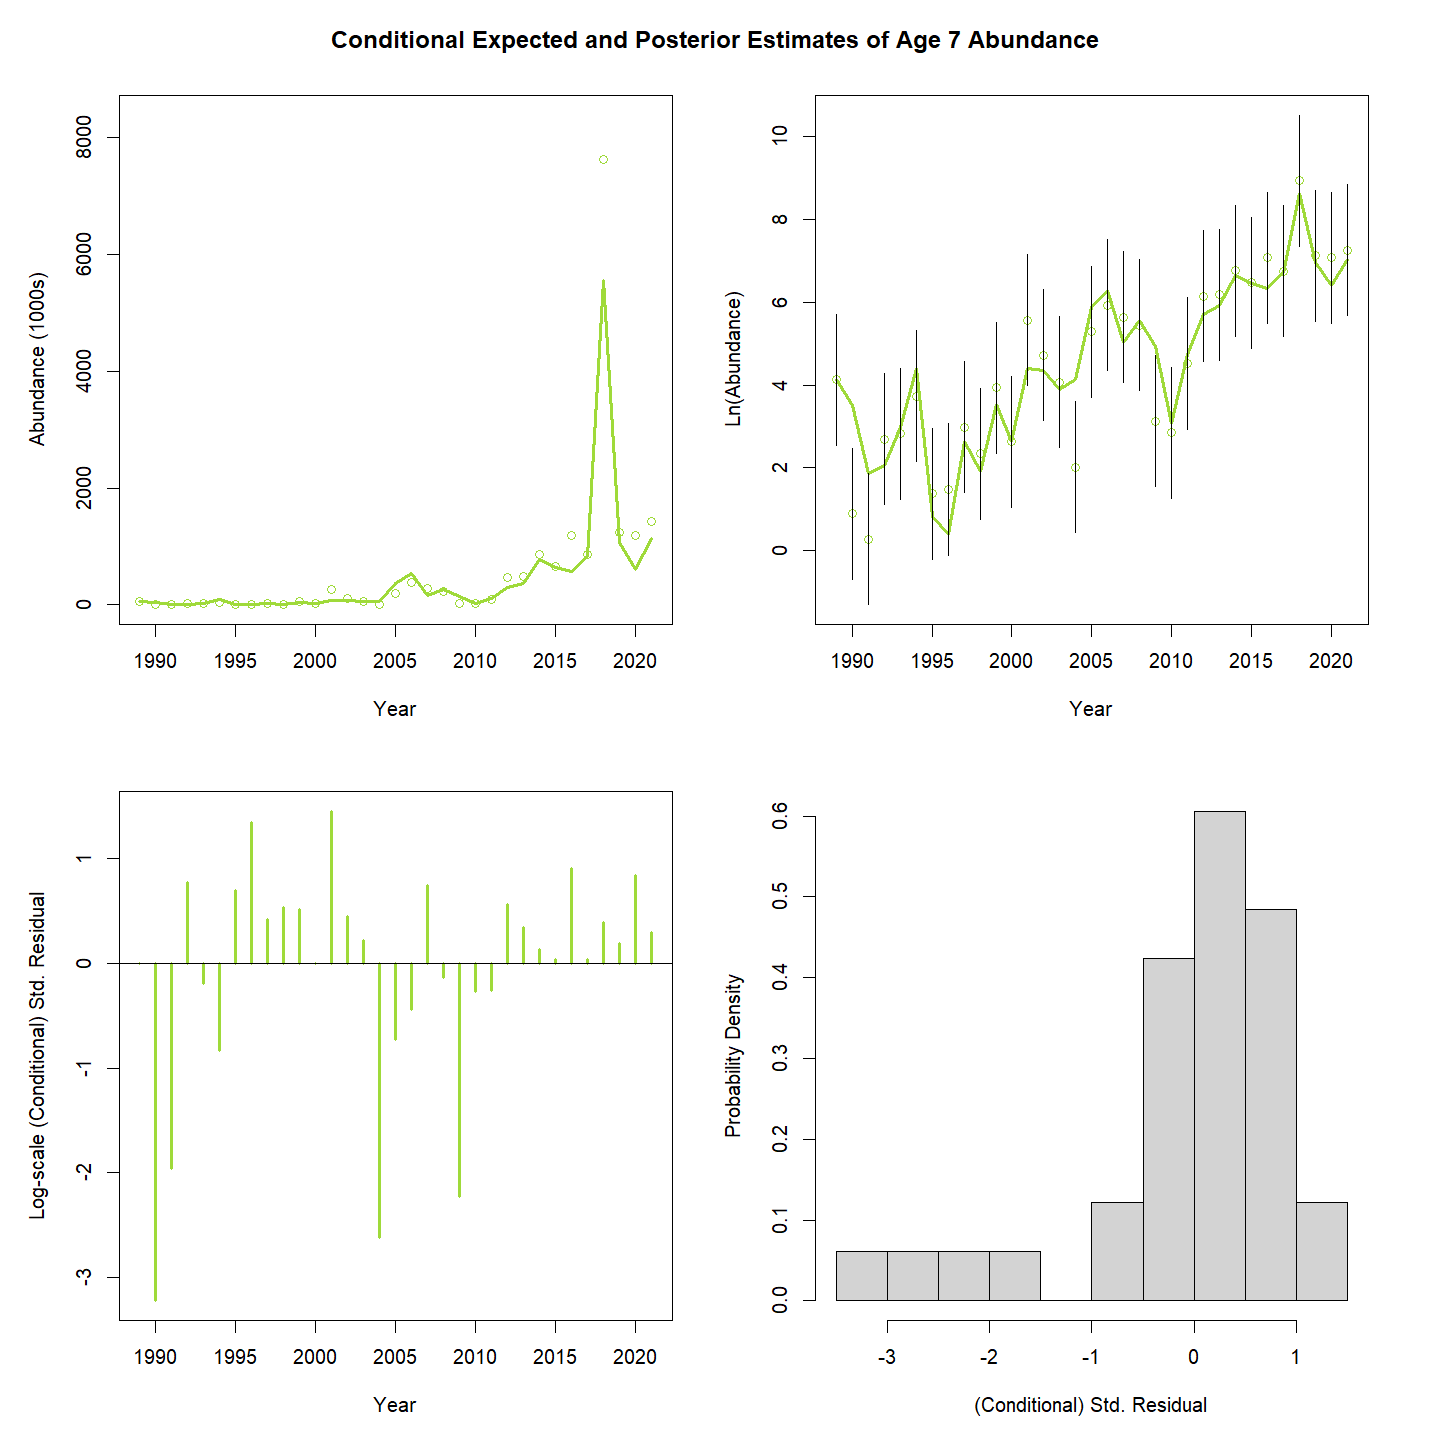 Conditional Expected and Posterior Estimates of Age 7 Abundance
Abundance (1000s)
8000
6000
4000
2000
0
1990 1995 2000 2005 2010 2015 2020
Year
Ln(Abundance)
10
8
6
4
2
0
1990 1995 2000 2005 2010 2015 2020
Year
Log-scale (Conditional) Std. Residual
1
0
-1
-2
-3
1990 1995 2000 2005 2010 2015 2020
Year
Probability Density
0.6
0.5
0.4
0.3
0.2
0.1
0.0
-3 -2 -1 0 1
(Conditional) Std. Residual